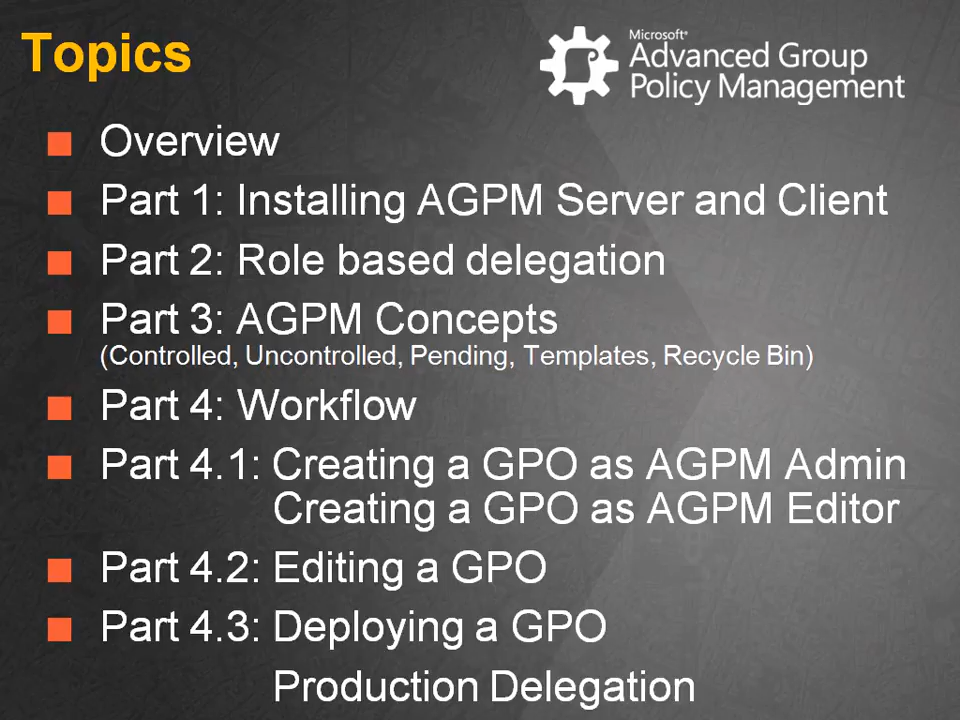 Topics
Microsoft®
Advanced Group
Policy Management
Overview
Part 1: Installing AGPM Server and Client
Part 2: Role based delegation
Part 3: AGPM Concepts
(Controlled, Uncontrolled, Pending, Templates, Recycle Bin)
Part 4: Workflow
Part 4.1: Creating a GPO as AGPM Admin
Creating a GPO as AGPM Editor
Part 4.2: Editing a GPO
Part 4.3: Deploying a GPO
Production Delegation